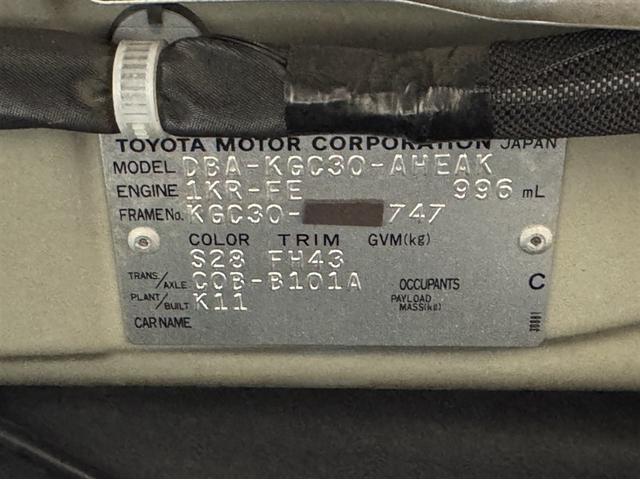 TOYOTA MOTOR CORPORATION JAPAN
MODEL DBA-KGC30-AHEAK
ENGINE 1KR-FE 996 mL
FRAME No. KGC30- 747
COLOR TRIM GVM(kg)
S28 FH43
TRANS./AXLE C0B-B101A OCCUPANTS C
PLANT/BUILT K11 PAYLOAD MASS(kg)
CAR NAME